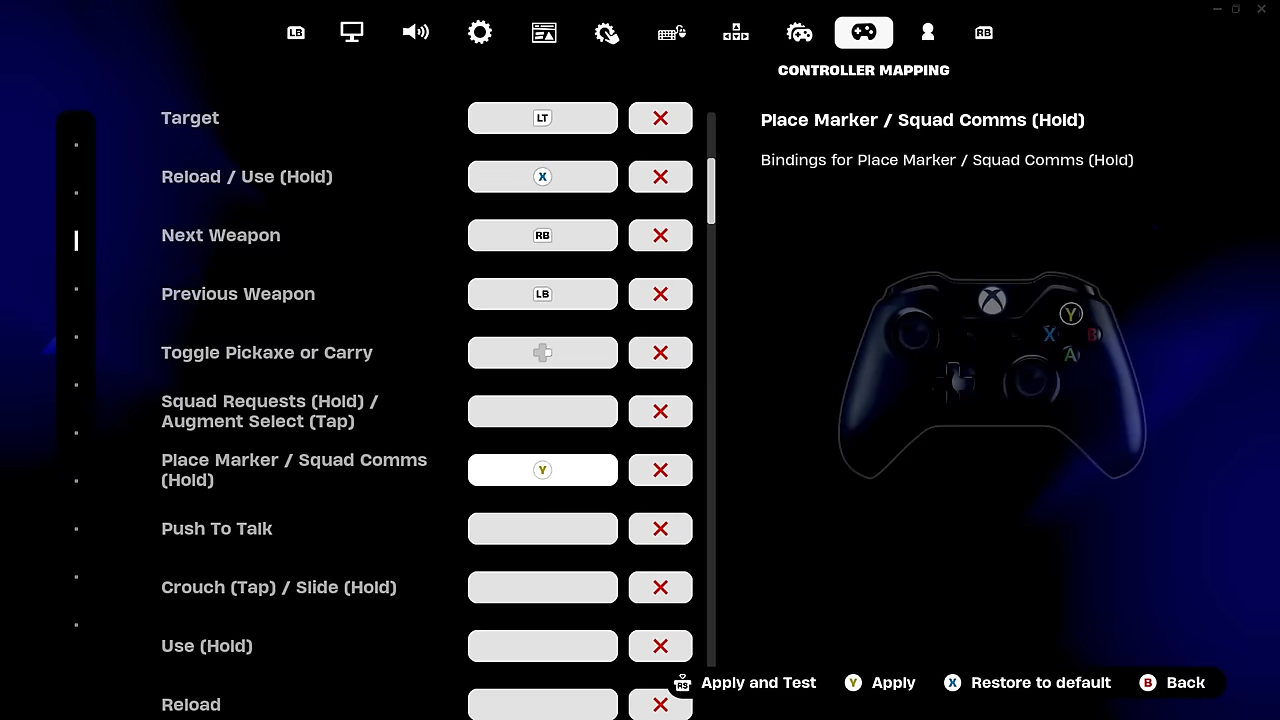 LB
RB
CONTROLLER MAPPING
Target
LT
Reload / Use (Hold)
X
Next Weapon
RB
Previous Weapon
LB
Toggle Pickaxe or Carry
Squad Requests (Hold) /
Augment Select (Tap)
Place Marker / Squad Comms
(Hold)
Y
Push To Talk
Crouch (Tap) / Slide (Hold)
Use (Hold)
Reload
Place Marker / Squad Comms (Hold)
Bindings for Place Marker / Squad Comms (Hold)
Y
X
B
A
RS Apply and Test
Y Apply
X Restore to default
B Back